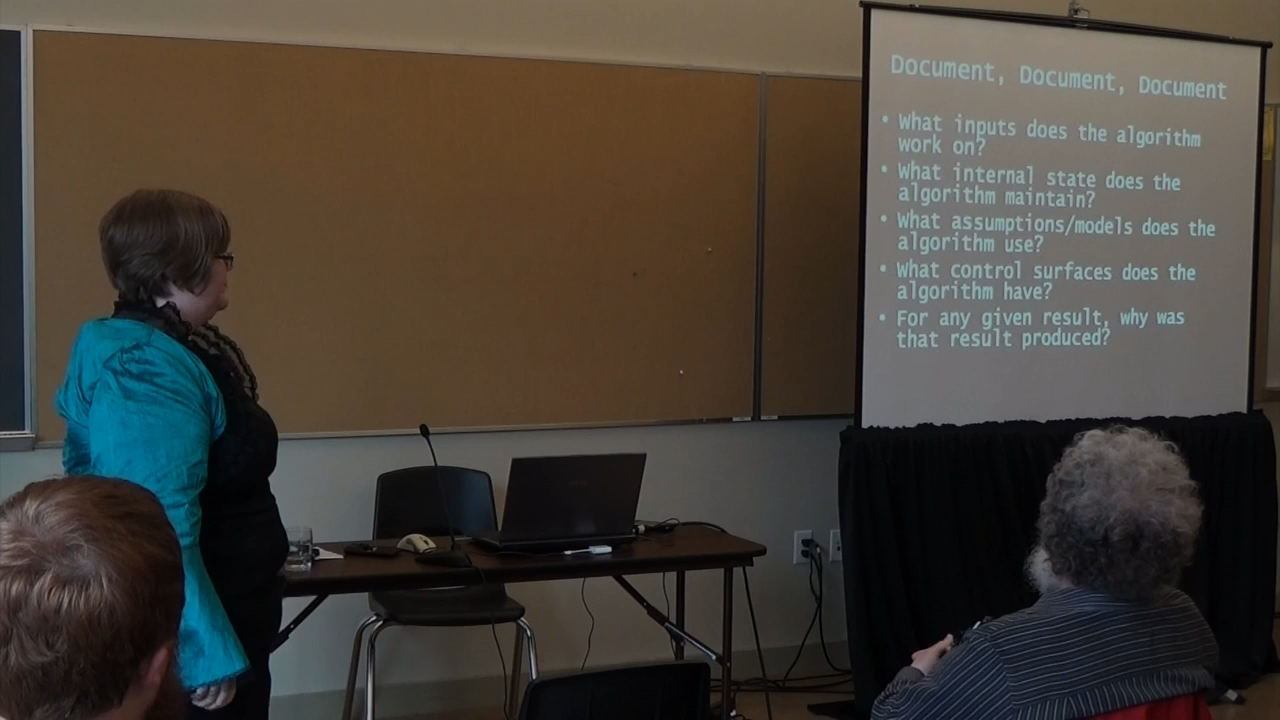 Document, Document, Document
• What inputs does the algorithm
work on?
• What internal state does the
algorithm maintain?
• What assumptions/models does the
algorithm use?
• What control surfaces does the
algorithm have?
• For any given result, why was
that result produced?